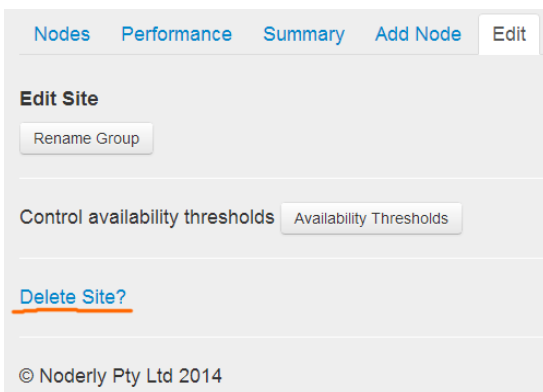 Nodes Performance Summary Add Node Edit
Edit Site
Rename Group
Control availability thresholds Availability Thresholds
Delete Site?
© Noderly Pty Ltd 2014